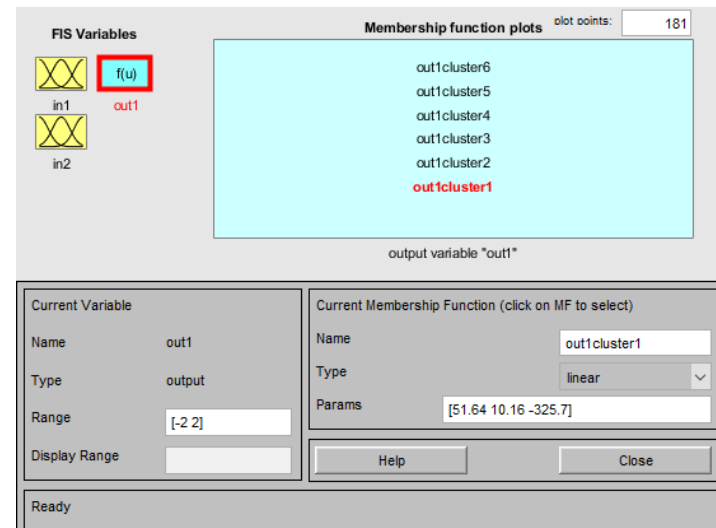 FIS Variables
Membership function plots
plot points:
181
f(u)
in1
out1
in2
out1cluster6
out1cluster5
out1cluster4
out1cluster3
out1cluster2
out1cluster1
output variable "out1"
Current Variable
Name
out1
Type
output
Range
[-2 2]
Display Range
Current Membership Function (click on MF to select)
Name
out1cluster1
Type
linear
Params
[51.64 10.16 -325.7]
Help
Close
Ready